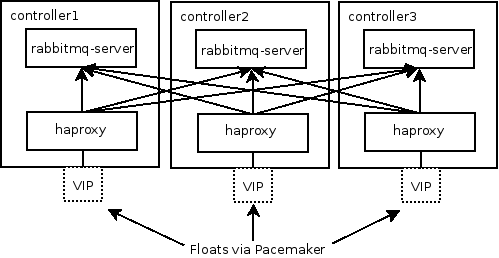 controller1
controller2
controller3
rabbitmq-server
rabbitmq-server
rabbitmq-server
haproxy
haproxy
haproxy
VIP
VIP
VIP
Floats via Pacemaker